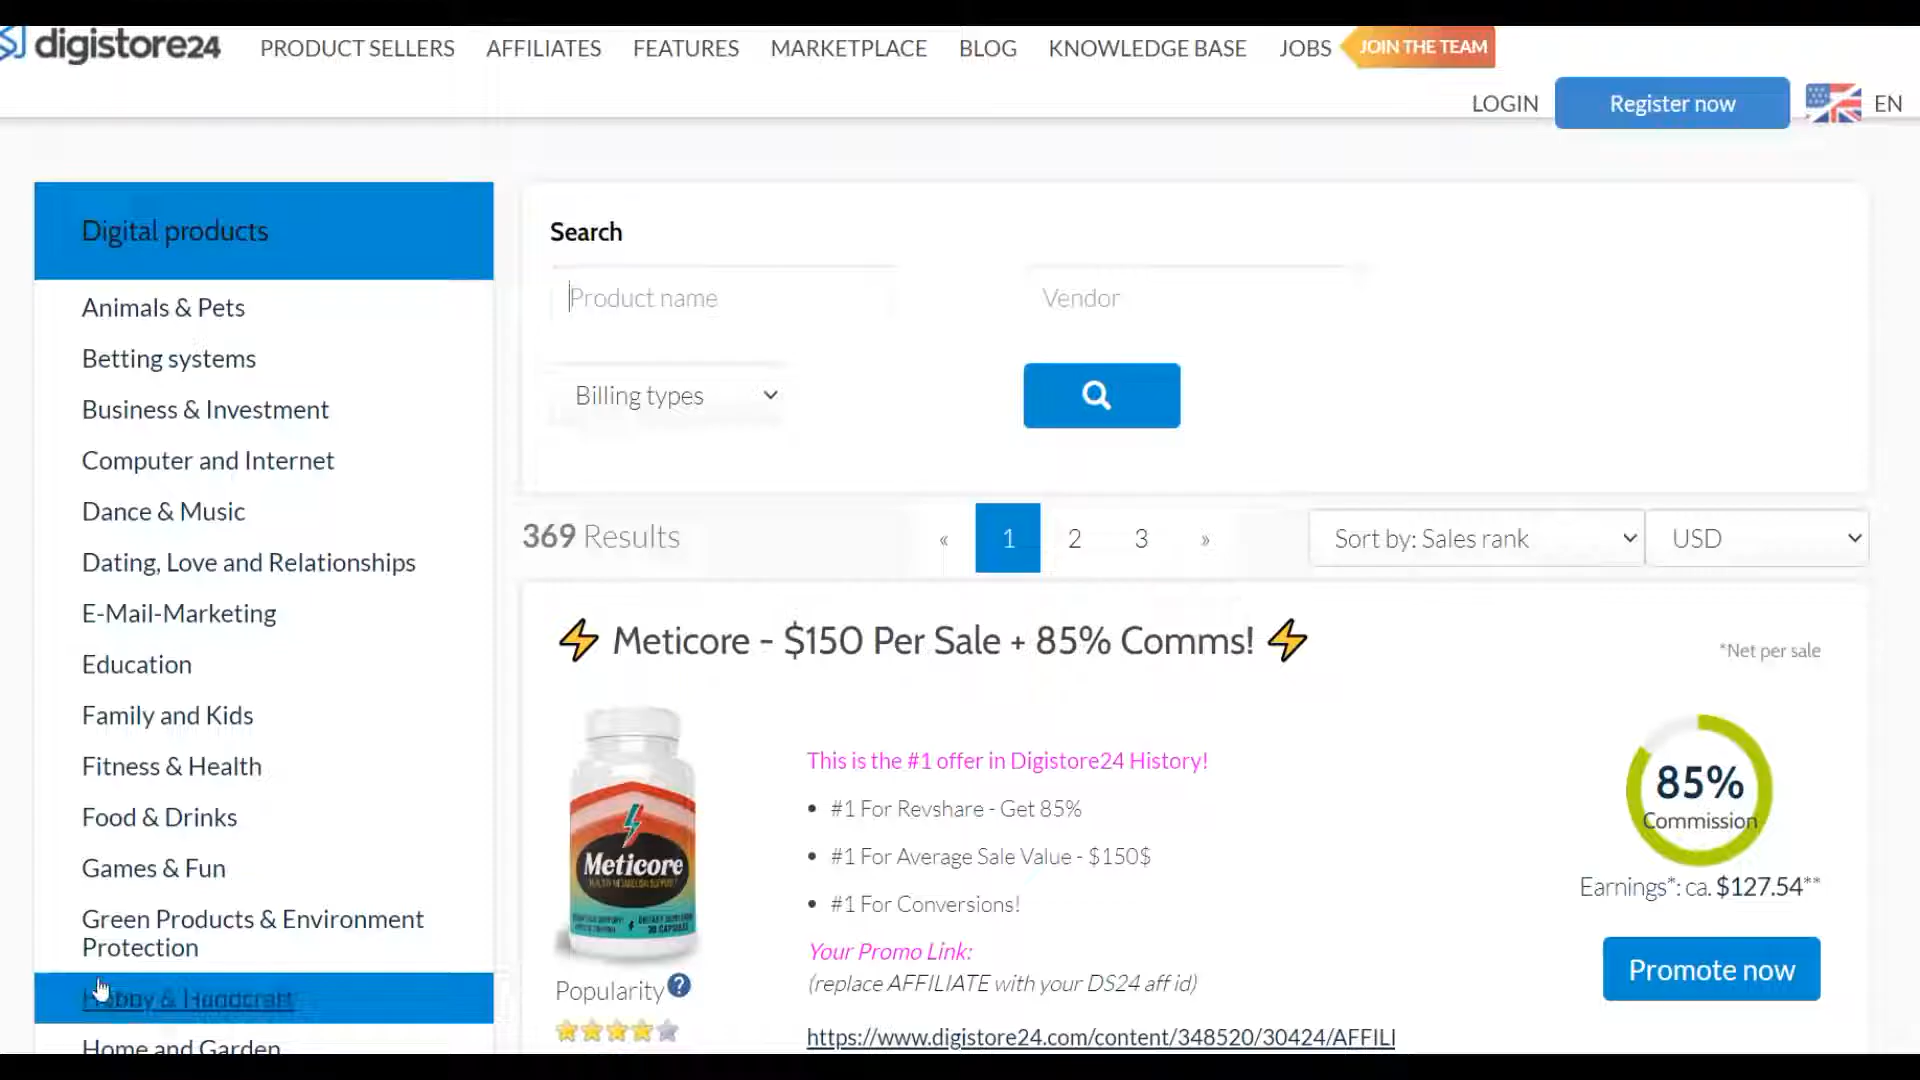 digistore24
PRODUCT SELLERS AFFILIATES FEATURES MARKETPLACE BLOG KNOWLEDGE BASE JOBS JOIN THE TEAM
LOGIN Register now EN
Digital products
Animals & Pets
Betting systems
Business & Investment
Computer and Internet
Dance & Music
Dating, Love and Relationships
E-Mail-Marketing
Education
Family and Kids
Fitness & Health
Food & Drinks
Games & Fun
Green Products & Environment
Protection
Hobby & Handcraft
Home and Garden
Search
Product name Vendor
Billing types
369 Results « 1 2 3 » Sort by: Sales rank USD
Meticore - $150 Per Sale + 85% Comms!
*Net per sale
Meticore
This is the #1 offer in Digistore24 History!
• #1 For Revshare - Get 85%
• #1 For Average Sale Value - $150$
• #1 For Conversions!
Your Promo Link:
(replace AFFILIATE with your DS24 aff id)
https://www.digistore24.com/content/348520/30424/AFFILI
Popularity ?
85%
Commission
Earnings*: ca. $127.54**
Promote now